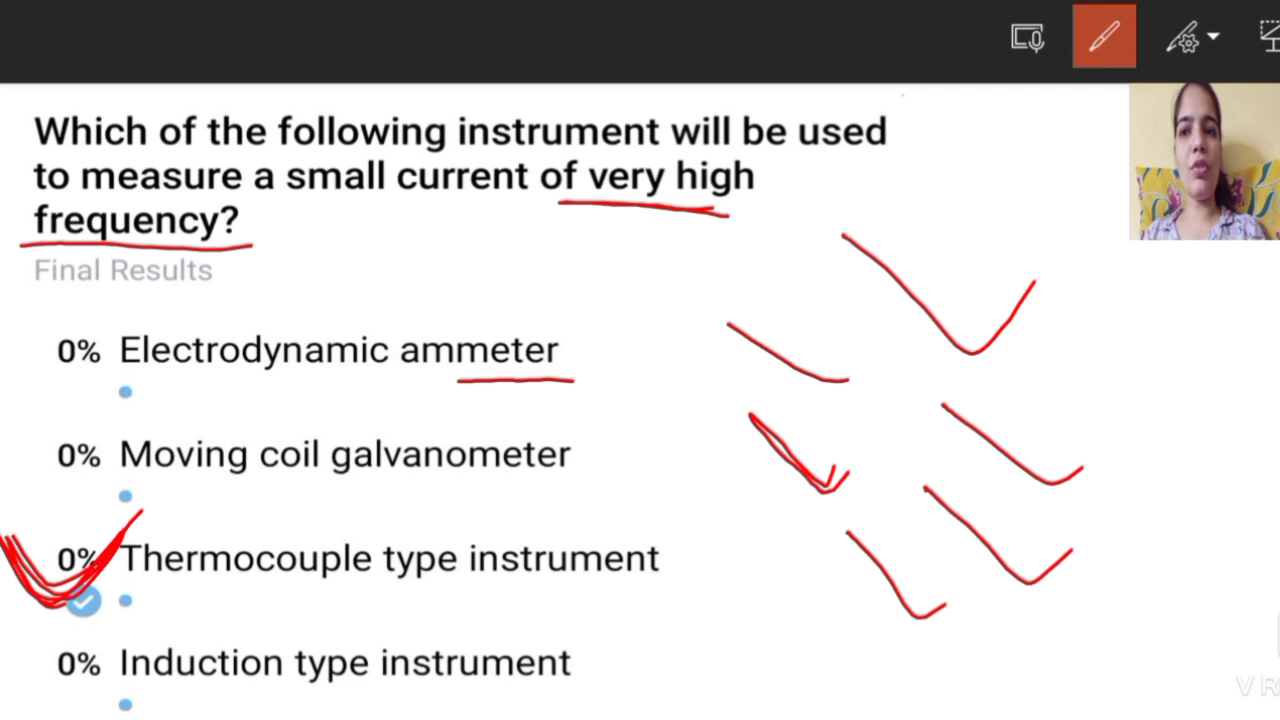 Which of the following instrument will be used
to measure a small current of very high
frequency?
Final Results
0% Electrodynamic ammeter
0% Moving coil galvanometer
0% Thermocouple type instrument
0% Induction type instrument